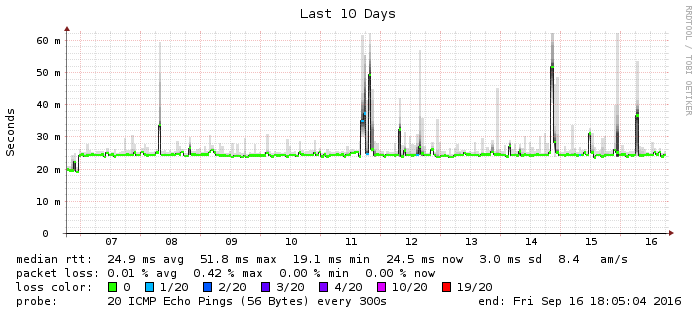 Last 10 Days
RRDTOOL / TOBI OETIKER
Seconds
60 m
50 m
40 m
30 m
20 m
10 m
0
07 08 09 10 11 12 13 14 15 16
median rtt: 24.9 ms avg 51.8 ms max 19.1 ms min 24.5 ms now 3.0 ms sd 8.4 am/s
packet loss: 0.01 % avg 0.42 % max 0.00 % min 0.00 % now
loss color: 0 1/20 2/20 3/20 4/20 10/20 19/20
probe: 20 ICMP Echo Pings (56 Bytes) every 300s end: Fri Sep 16 18:05:04 2016